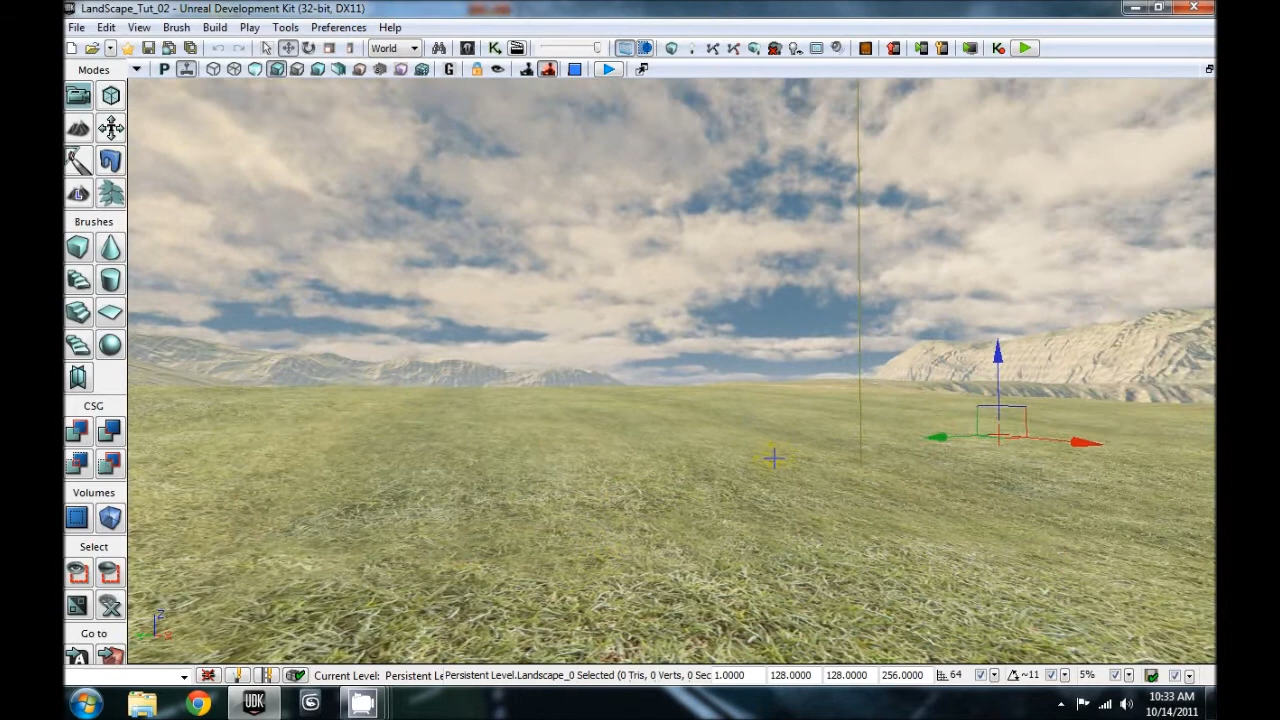 LandScape_Tut_02 - Unreal Development Kit (32-bit, DX11)
File Edit View Brush Build Play Tools Preferences Help
World
Modes
P G
Brushes
CSG
Volumes
Select
Go to
Z
Current Level: Persistent Le Persistent Level.Landscape_0 Selected (0 Tris, 0 Verts, 0 Sec 1.0000 128.0000 128.0000 256.0000 64 ~11 5%
UDK
10:33 AM
10/14/2011